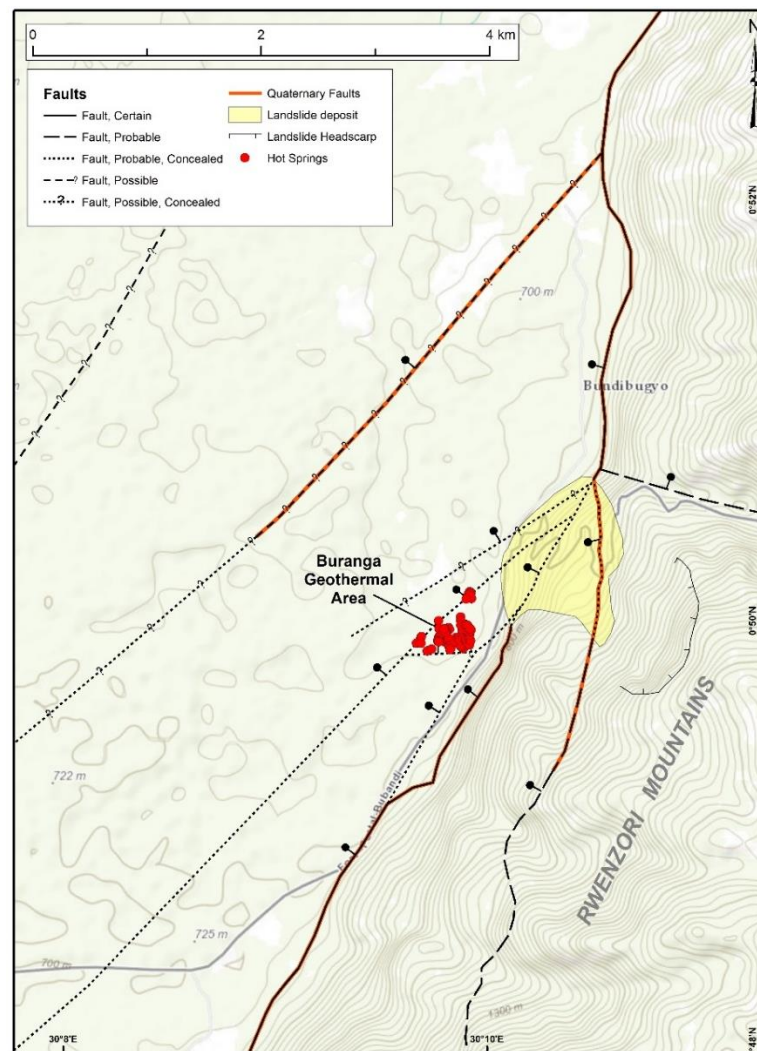 0 2 4 km
N
Faults
Fault, Certain
Fault, Probable
Fault, Probable, Concealed
?
Fault, Possible
?
Fault, Possible, Concealed
Quaternary Faults
Landslide deposit
Landslide Headscarp
Hot Springs
0°52'N
700 m
Bundibugyo
Buranga
Geothermal
Area
0°50'N
RWENZORI MOUNTAINS
722 m
Bubandi
725 m
700 m
1300 m
30°8'E
30°10'E
0°48'N